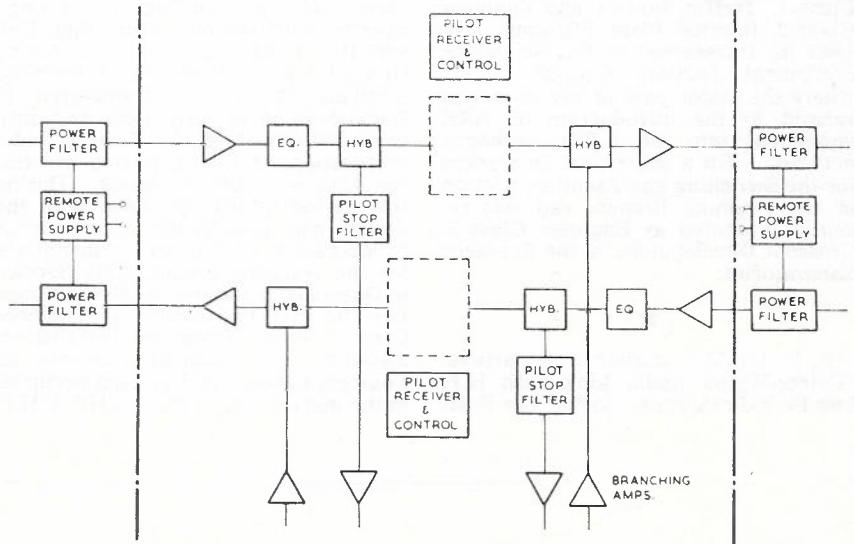 PILOT
RECEIVER
&
CONTROL
POWER
FILTER
EQ.
HYB
HYB
POWER
FILTER
REMOTE
POWER
SUPPLY
PILOT
STOP
FILTER
REMOTE
POWER
SUPPLY
POWER
FILTER
HYB.
HYB.
EQ
POWER
FILTER
PILOT
RECEIVER
&
CONTROL
PILOT
STOP
FILTER
BRANCHING
AMPS.